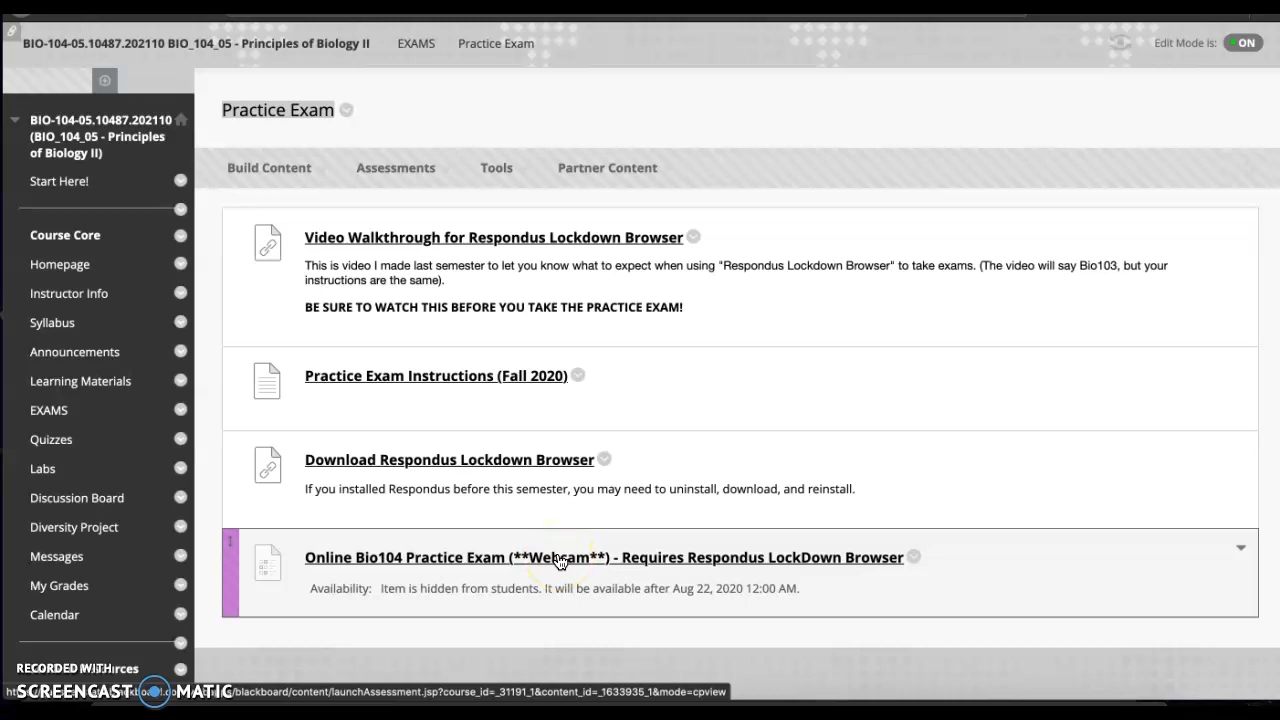 BIO-104-05.10487.202110 BIO_104_05 - Principles of Biology II EXAMS Practice Exam Edit Mode is: ON
BIO-104-05.10487.202110
(BIO_104_05 - Principles
of Biology II)
Start Here!
Course Core
Homepage
Instructor Info
Syllabus
Announcements
Learning Materials
EXAMS
Quizzes
Labs
Discussion Board
Diversity Project
Messages
My Grades
Calendar
Practice Exam
Build Content Assessments Tools Partner Content
Video Walkthrough for Respondus Lockdown Browser
This is video I made last semester to let you know what to expect when using "Respondus Lockdown Browser" to take exams. (The video will say Bio103, but your
instructions are the same).
BE SURE TO WATCH THIS BEFORE YOU TAKE THE PRACTICE EXAM!
Practice Exam Instructions (Fall 2020)
Download Respondus Lockdown Browser
If you installed Respondus before this semester, you may need to uninstall, download, and reinstall.
Online Bio104 Practice Exam (**Webcam**) - Requires Respondus LockDown Browser
Availability: Item is hidden from students. It will be available after Aug 22, 2020 12:00 AM.
RECORDED WITH
SCREENCAST MATIC
/blackboard/content/launchAssessment.jsp?course_id=_31191_1&content_id=_1633935_1&mode=cpview